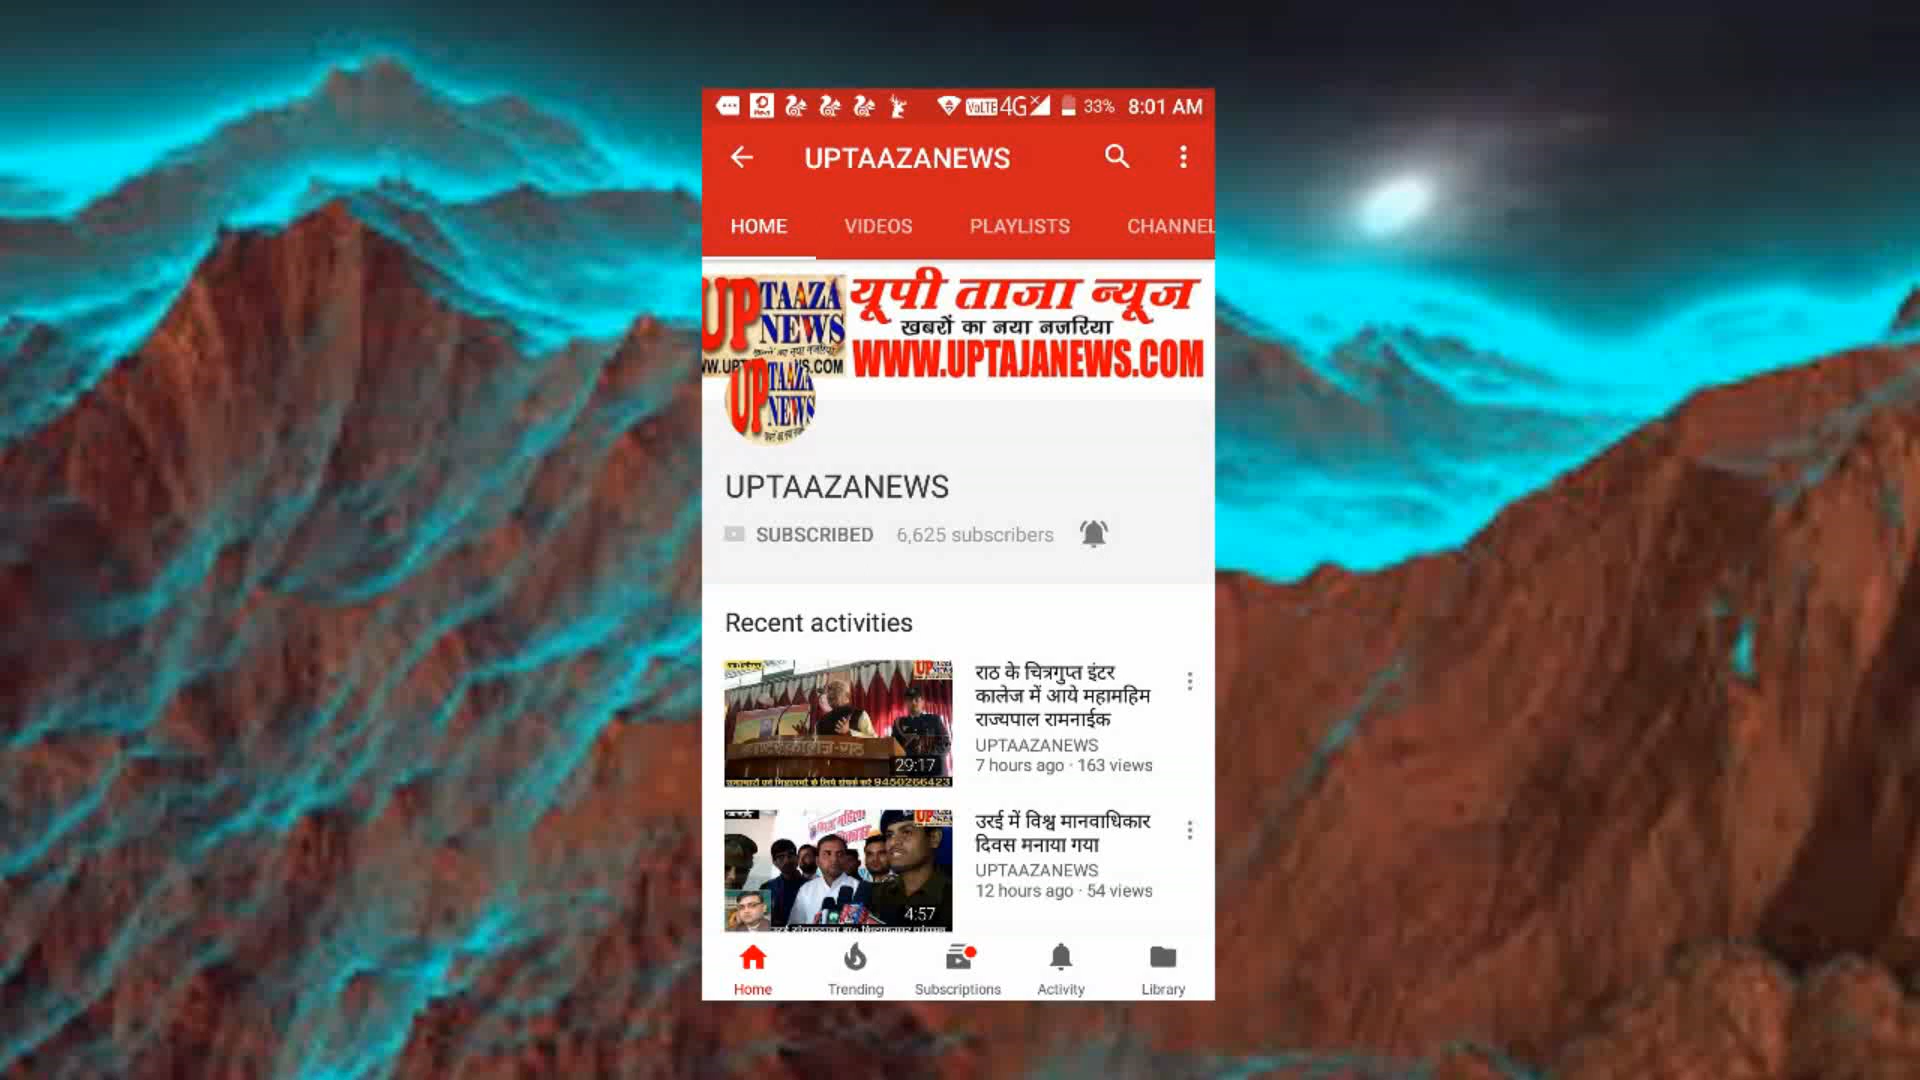 VoLTE 4G 33% 8:01 AM
UPTAAZANEWS
HOME VIDEOS PLAYLISTS CHANNEL
UP TAAZA NEWS
यूपी ताजा न्यूज
खबरों का नया नजरिया
WWW.UPTAJANEWS.COM
UP TAAZA NEWS
UPTAAZANEWS
SUBSCRIBED 6,625 subscribers
Recent activities
29:17
राठ के चित्रगुप्त इंटर
कालेज में आये महामहिम
राज्यपाल रामनाईक
UPTAAZANEWS
7 hours ago · 163 views
4:57
उरई में विश्व मानवाधिकार
दिवस मनाया गया
UPTAAZANEWS
12 hours ago · 54 views
Home Trending Subscriptions Activity Library